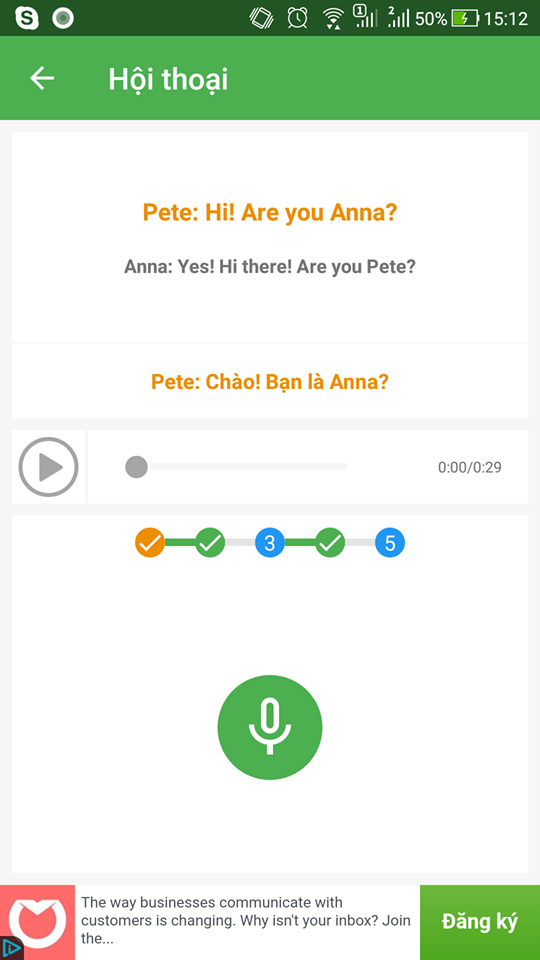 1 2 50% 15:12
Hội thoại
Pete: Hi! Are you Anna?
Anna: Yes! Hi there! Are you Pete?
Pete: Chào! Bạn là Anna?
0:00/0:29
3 5
The way businesses communicate with
customers is changing. Why isn't your inbox? Join
the...
Đăng ký